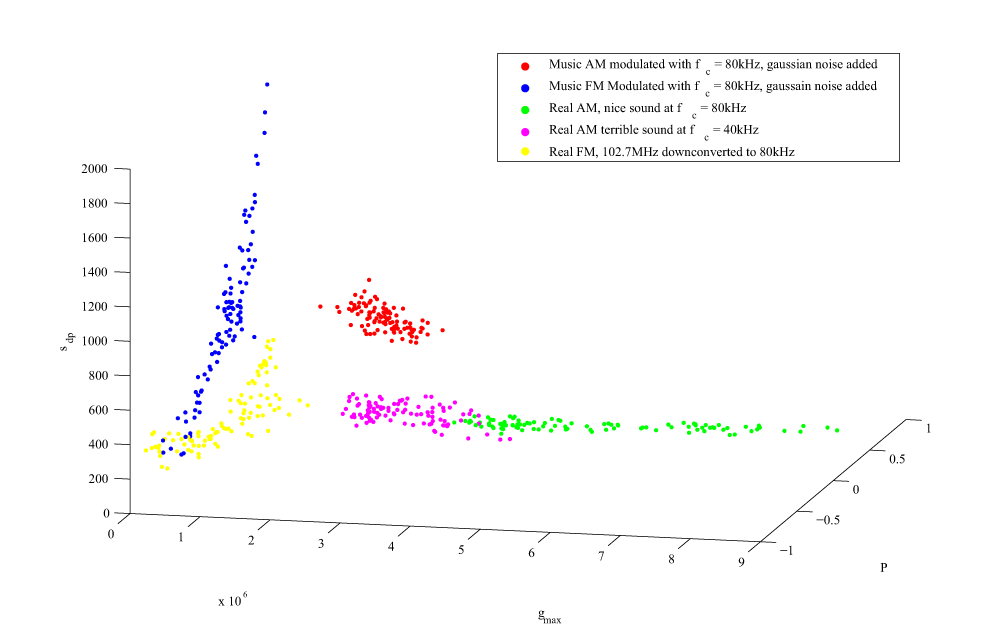 Music AM modulated with f c = 80kHz, gaussian noise added
Music FM Modulated with f c = 80kHz, gaussain noise added
Real AM, nice sound at f c = 80kHz
Real AM terrible sound at f c = 40kHz
Real FM, 102.7MHz downconverted to 80kHz
2000
1800
1600
1400
1200
1000
800
600
400
200
0
s dp
0
1
2
3
4
5
6
7
8
9
−1
−0.5
0
0.5
1
P
x 10^6
g max